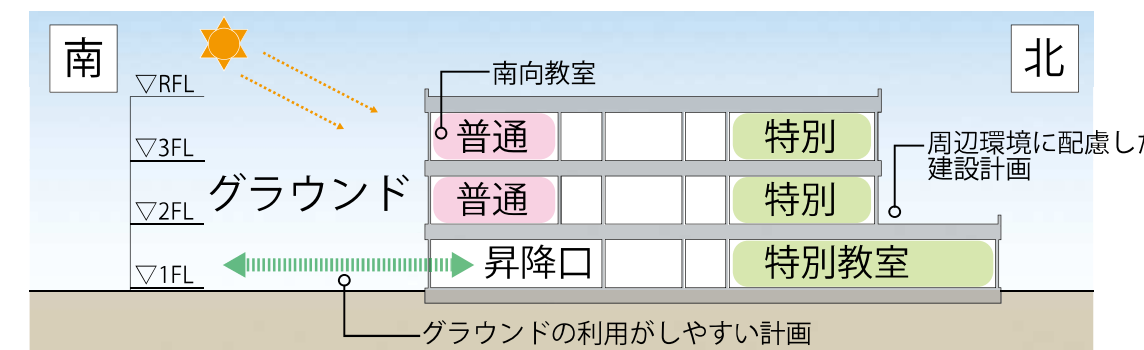 南
北
▽RFL
南向教室
普通
特別
周辺環境に配慮した
建設計画
▽3FL
グラウンド
普通
特別
▽2FL
昇降口
特別教室
▽1FL
グラウンドの利用がしやすい計画